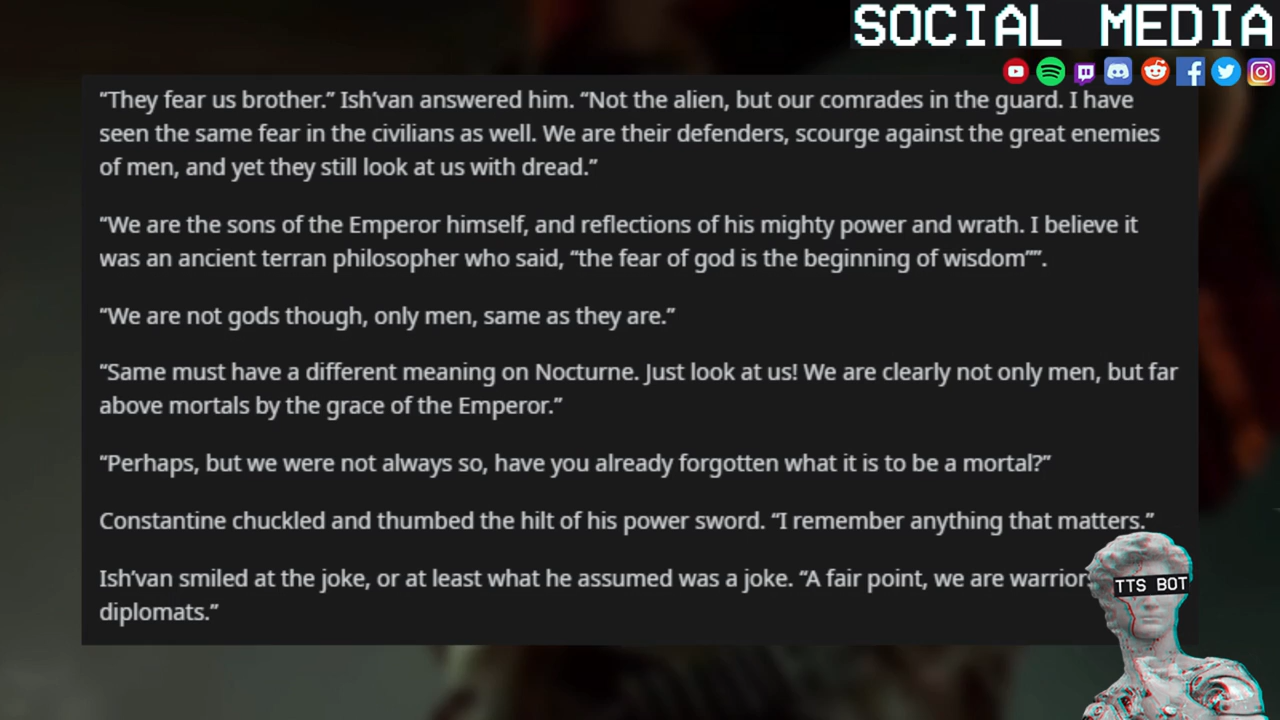 SOCIAL MEDIA
“They fear us brother.” Ish’van answered him. “Not the alien, but our comrades in the guard. I have
seen the same fear in the civilians as well. We are their defenders, scourge against the great enemies
of men, and yet they still look at us with dread.”
“We are the sons of the Emperor himself, and reflections of his mighty power and wrath. I believe it
was an ancient terran philosopher who said, “the fear of god is the beginning of wisdom””.
“We are not gods though, only men, same as they are.”
“Same must have a different meaning on Nocturne. Just look at us! We are clearly not only men, but far
above mortals by the grace of the Emperor.”
“Perhaps, but we were not always so, have you already forgotten what it is to be a mortal?”
Constantine chuckled and thumbed the hilt of his power sword. “I remember anything that matters.”
Ish’van smiled at the joke, or at least what he assumed was a joke. “A fair point, we are warriors
diplomats.”
TTS BOT